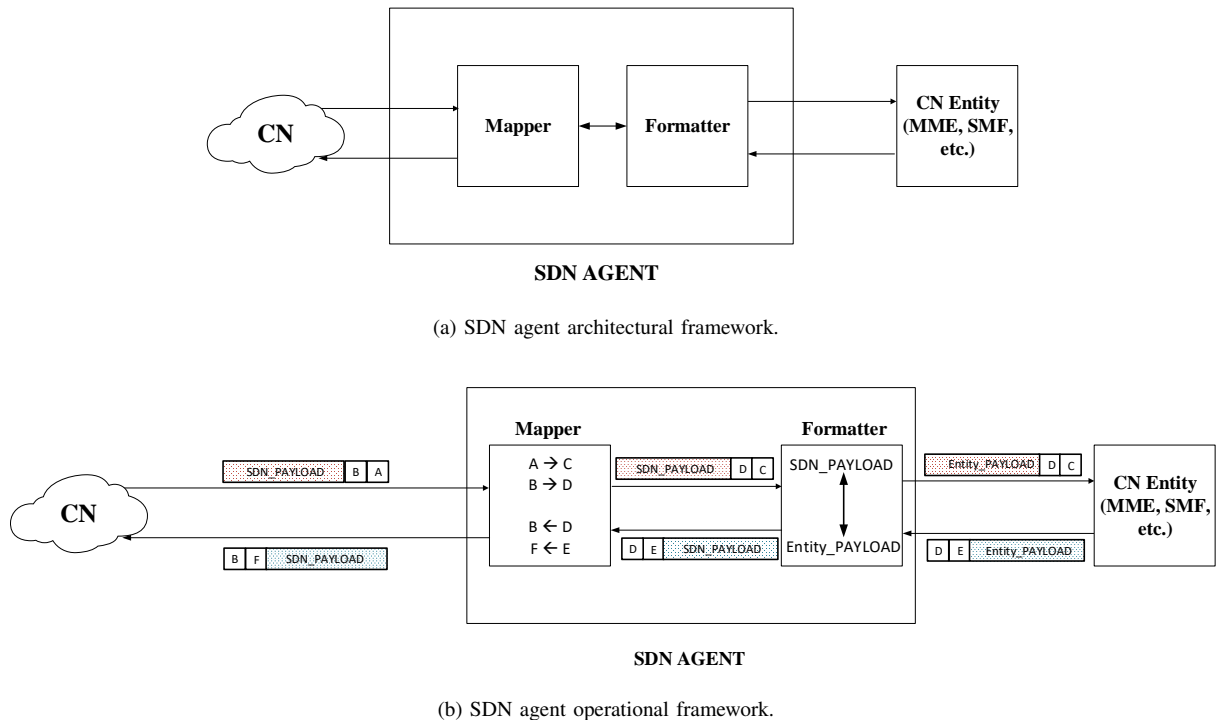 CN
Mapper
Formatter
CN Entity
(MME, SMF,
etc.)
SDN AGENT
(a) SDN agent architectural framework.
Mapper
Formatter
SDN_PAYLOAD B A
A → C
B → D
SDN_PAYLOAD D C
SDN_PAYLOAD
Entity_PAYLOAD D C
CN
CN Entity
(MME, SMF,
etc.)
B ← D
F ← E
Entity_PAYLOAD
B F SDN_PAYLOAD
D E SDN_PAYLOAD
D E Entity_PAYLOAD
SDN AGENT
(b) SDN agent operational framework.